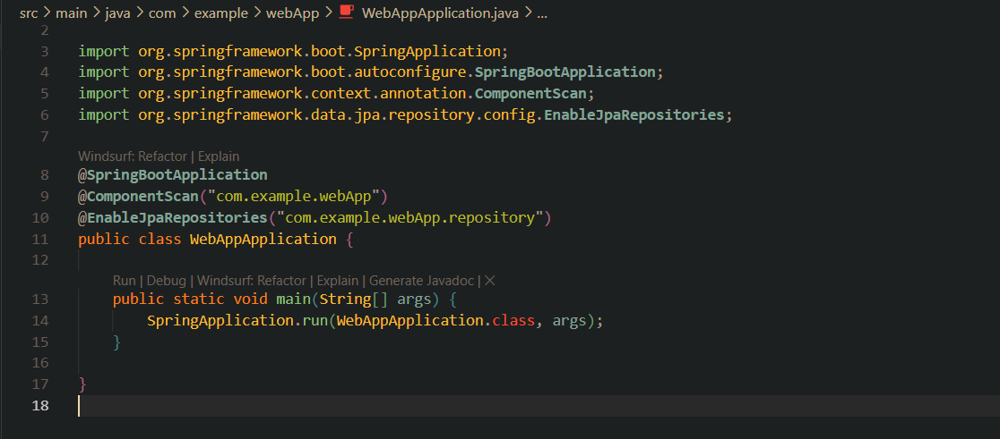 src > main > java > com > example > webApp > WebAppApplication.java > ...
2
3 import org.springframework.boot.SpringApplication;
4 import org.springframework.boot.autoconfigure.SpringBootApplication;
5 import org.springframework.context.annotation.ComponentScan;
6 import org.springframework.data.jpa.repository.config.EnableJpaRepositories;
7
Windsurf: Refactor | Explain
8 @SpringBootApplication
9 @ComponentScan("com.example.webApp")
10 @EnableJpaRepositories("com.example.webApp.repository")
11 public class WebAppApplication {
12
Run | Debug | Windsurf: Refactor | Explain | Generate Javadoc | ×
13     public static void main(String[] args) {
14         SpringApplication.run(WebAppApplication.class, args);
15     }
16
17 }
18